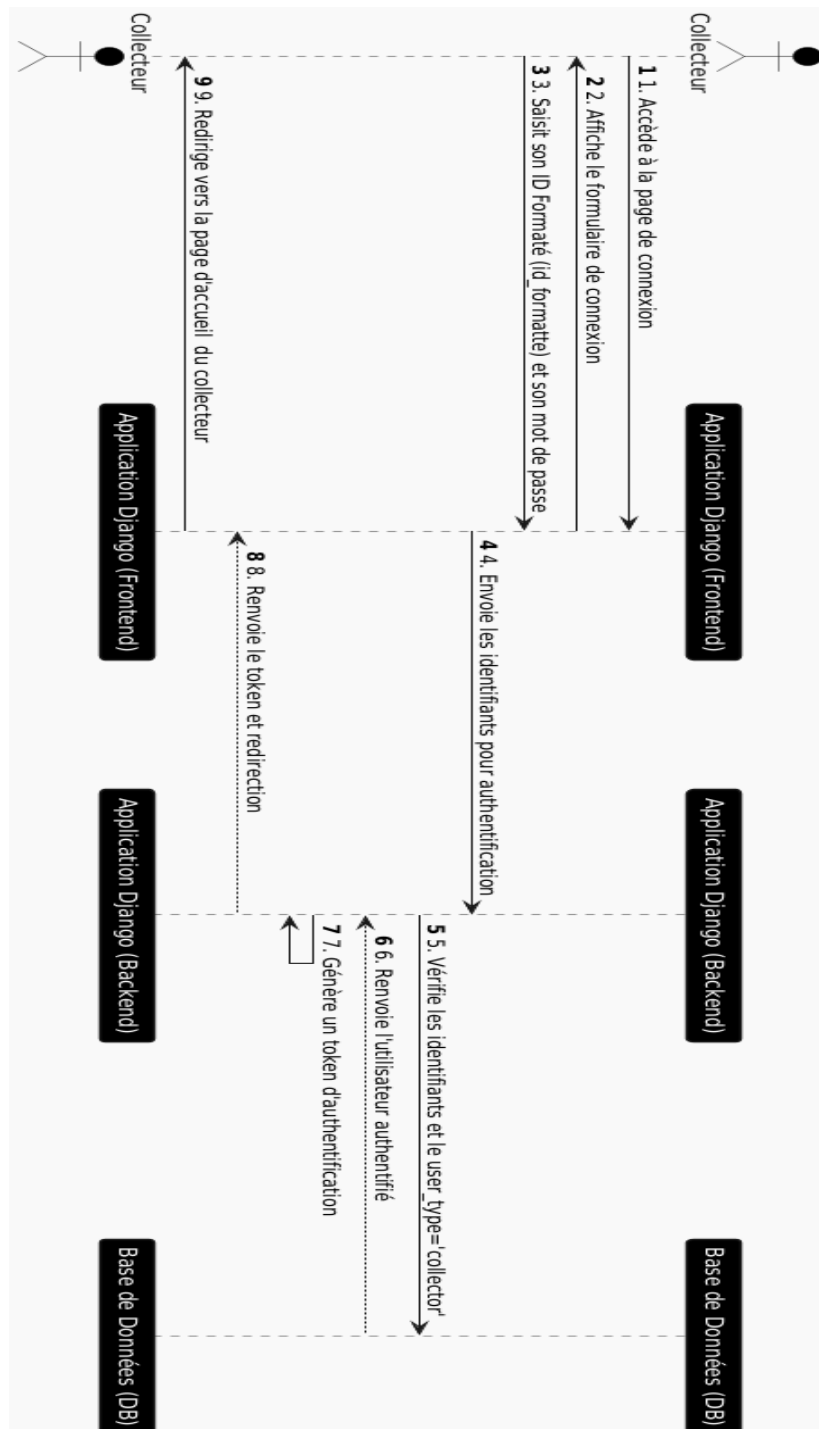 Collecteur
Application Django (Frontend)
Application Django (Backend)
Base de Données (DB)
1 1. Accède à la page de connexion
2 2. Affiche le formulaire de connexion
3 3. Saisit son ID Formaté (id_formatte) et son mot de passe
4 4. Envoie les identifiants pour authentification
5 5. Vérifie les identifiants et le user_type='collector'
6 6. Renvoie l'utilisateur authentifié
7 7. Génère un token d'authentification
8 8. Renvoie le token et redirection
9 9. Redirige vers la page d'accueil du collecteur
Collecteur
Application Django (Frontend)
Application Django (Backend)
Base de Données (DB)